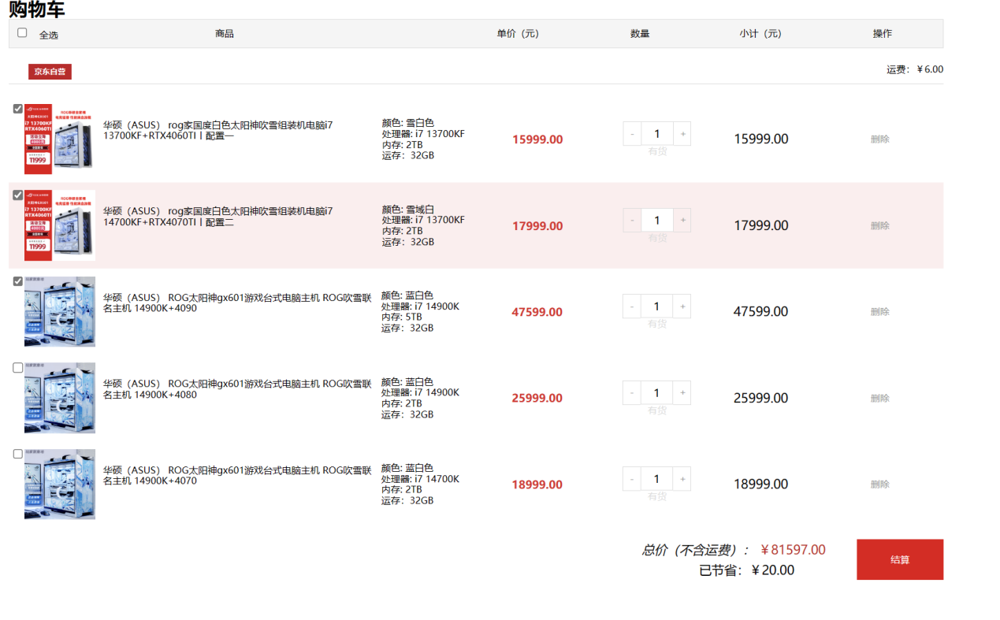 购物车
全选 商品 单价（元） 数量 小计（元） 操作
京东自营 运费：￥6.00
i7 13700KF
RTX4060TI
11999
华硕（ASUS） rog家国度白色太阳神吹雪组装机电脑i7
13700KF+RTX4060TI丨配置一
颜色: 雪白色
处理器: i7 13700KF
内存: 2TB
运存：32GB
15999.00 - 1 + 15999.00 删除
有货
i7 13700KF
RTX4060TI
11999
华硕（ASUS） rog家国度白色太阳神吹雪组装机电脑i7
14700KF+RTX4070TI丨配置二
颜色: 雪域白
处理器: i7 13700KF
内存: 2TB
运存：32GB
17999.00 - 1 + 17999.00 删除
有货
华硕（ASUS） ROG太阳神gx601游戏台式电脑主机 ROG吹雪联
名主机 14900K+4090
颜色: 蓝白色
处理器: i7 14900K
内存: 5TB
运存：32GB
47599.00 - 1 + 47599.00 删除
有货
华硕（ASUS） ROG太阳神gx601游戏台式电脑主机 ROG吹雪联
名主机 14900K+4080
颜色: 蓝白色
处理器: i7 14900K
内存: 2TB
运存：32GB
25999.00 - 1 + 25999.00 删除
有货
华硕（ASUS） ROG太阳神gx601游戏台式电脑主机 ROG吹雪联
名主机 14900K+4070
颜色: 蓝白色
处理器: i7 14700K
内存: 2TB
运存：32GB
18999.00 - 1 + 18999.00 删除
有货
总价（不含运费）：￥81597.00
已节省：￥20.00
结算